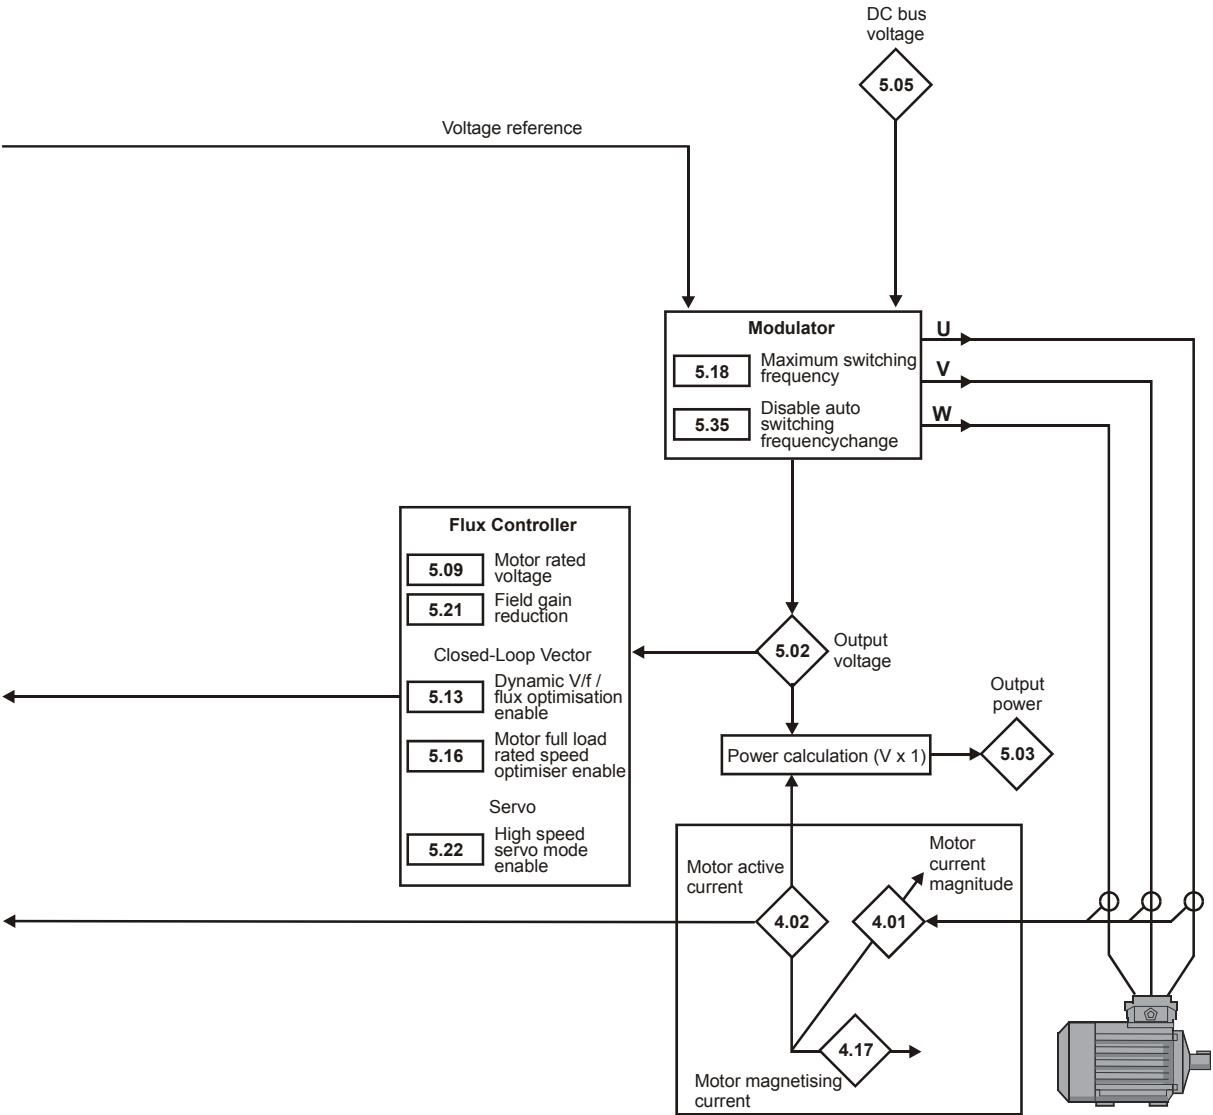 DC bus
voltage
5.05
Voltage reference
Modulator
5.18
Maximum switching
frequency
5.35
Disable auto
switching
frequencychange
U
V
W
Flux Controller
5.09
Motor rated
voltage
5.21
Field gain
reduction
Closed-Loop Vector
5.13
Dynamic V/f /
flux optimisation
enable
5.16
Motor full load
rated speed
optimiser enable
Servo
5.22
High speed
servo mode
enable
5.02
Output
voltage
Output
power
5.03
Power calculation (V x 1)
Motor active
current
4.02
Motor
current
magnitude
4.01
4.17
Motor magnetising
current